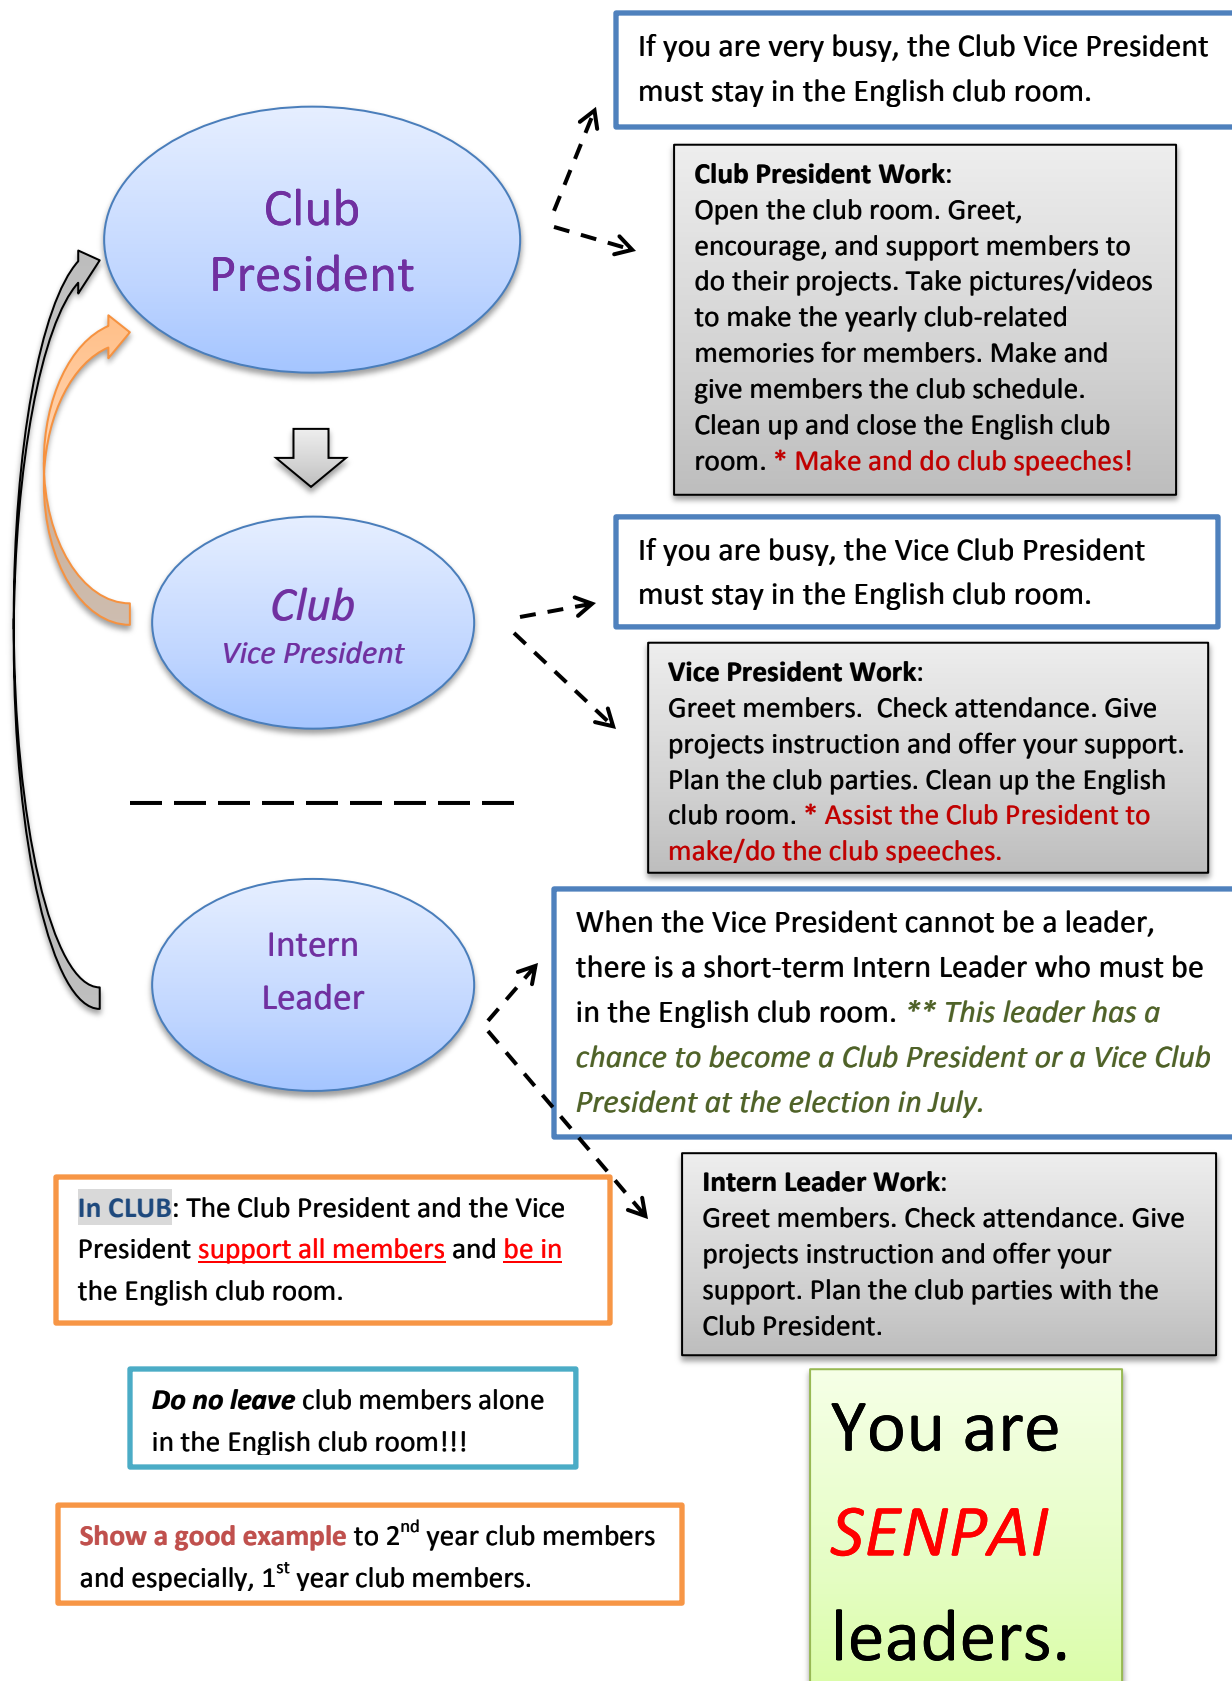 If you are very busy, the Club Vice President
must stay in the English club room.
Club
President
Club President Work:
Open the club room. Greet,
encourage, and support members to
do their projects. Take pictures/videos
to make the yearly club-related
memories for members. Make and
give members the club schedule.
Clean up and close the English club
room. * Make and do club speeches!
If you are busy, the Vice Club President
must stay in the English club room.
Club
Vice President
Vice President Work:
Greet members.  Check attendance. Give
projects instruction and offer your support.
Plan the club parties. Clean up the English
club room. * Assist the Club President to
make/do the club speeches.
When the Vice President cannot be a leader,
there is a short-term Intern Leader who must be
in the English club room. ** This leader has a
chance to become a Club President or a Vice Club
President at the election in July.
Intern
Leader
Intern Leader Work:
Greet members. Check attendance. Give
projects instruction and offer your
support. Plan the club parties with the
Club President.
In CLUB: The Club President and the Vice
President support all members and be in
the English club room.
Do no leave club members alone
in the English club room!!!
Show a good example to 2nd year club members
and especially, 1st year club members.
You are
SENPAI
leaders.